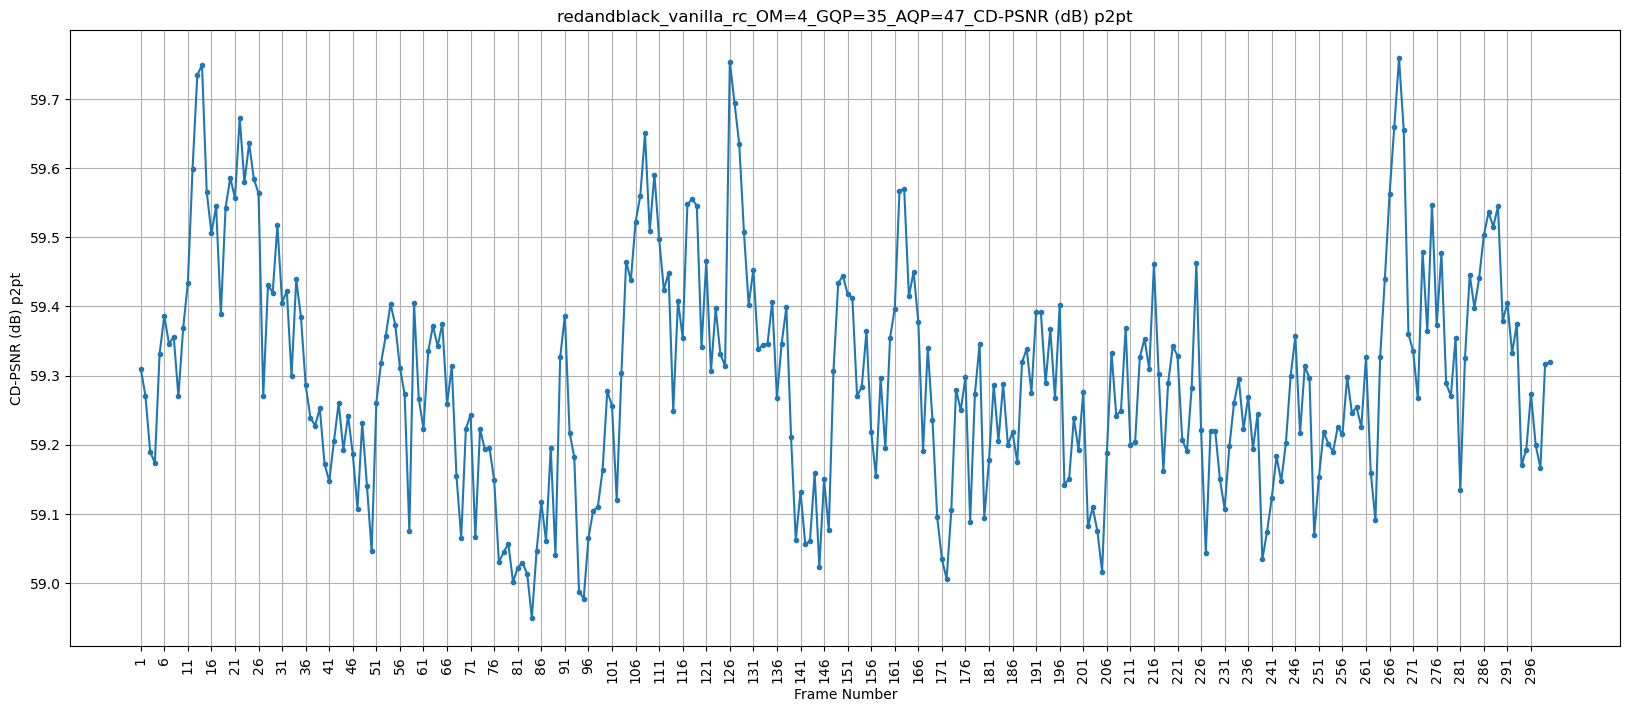 redandblack_vanilla_rc_OM=4_GQP=35_AQP=47_CD-PSNR (dB) p2pt
CD-PSNR (dB) p2pt
59.7
59.6
59.5
59.4
59.3
59.2
59.1
59.0
1 6 11 16 21 26 31 36 41 46 51 56 61 66 71 76 81 86 91 96 101 106 111 116 121 126 131 136 141 146 151 156 161 166 171 176 181 186 191 196 201 206 211 216 221 226 231 236 241 246 251 256 261 266 271 276 281 286 291 296
Frame Number